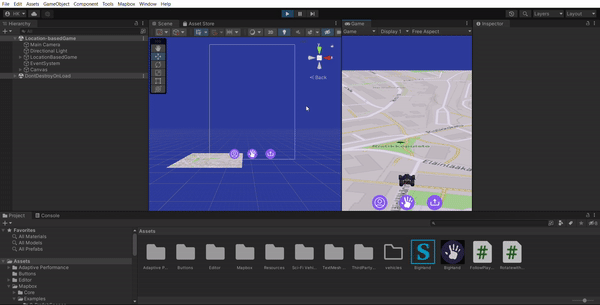 File Edit Assets GameObject Component Tools Mapbox Window Help
HK
Layers
Layout
Hierarchy
Scene
Asset Store
Game
Inspector
All
Game
Display 1
Free Aspect
Location-basedGame
Main Camera
Directional Light
LocationBasedGame
EventSystem
Canvas
DontDestroyOnLoad
Back
Project
Console
Favorites
All Materials
All Models
All Prefabs
Assets
Adaptive Performance
Buttons
Editor
Mapbox
Core
Examples
Assets
Adaptive P...
Buttons
Editor
Mapbox
Resources
Sci Fi Vehi...
TextMesh ...
ThirdParty...
vehicles
BigHand
BigHand
FollowPlay...